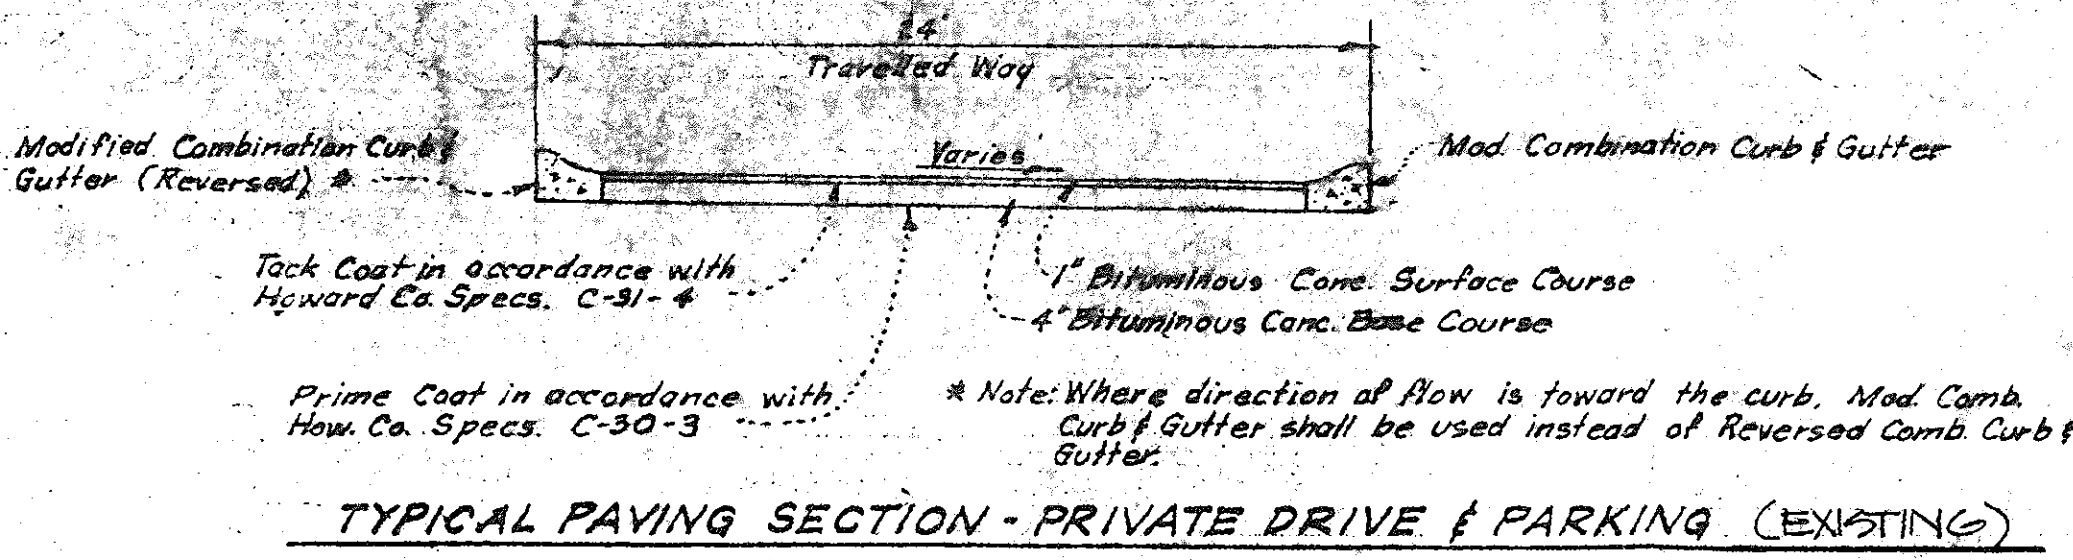 24'
Travelled Way
Modified Combination Curb &
Gutter (Reversed) *
Varies
Mod. Combination Curb & Gutter
Tack Coat in accordance with
Howard Co. Specs. C-31-4
1" Bituminous Conc. Surface Course
4" Bituminous Conc. Base Course
Prime Coat in accordance with
How. Co. Specs. C-30-3
* Note: Where direction of flow is toward the curb, Mod. Comb.
Curb & Gutter shall be used instead of Reversed Comb. Curb &
Gutter.
TYPICAL PAVING SECTION - PRIVATE DRIVE & PARKING (EXISTING)